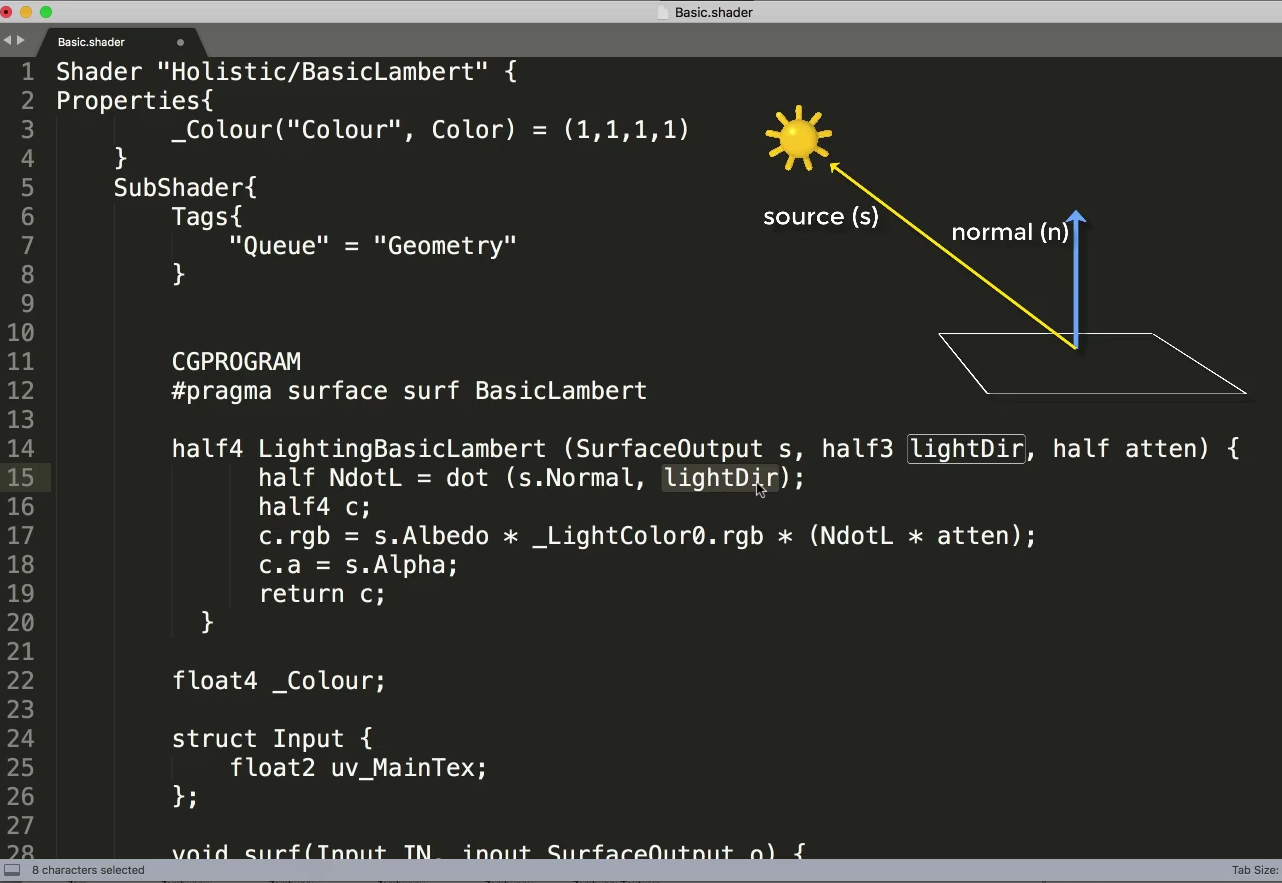 Basic.shader
Basic.shader
1 Shader "Holistic/BasicLambert" {
2 Properties{
3 _Colour("Colour", Color) = (1,1,1,1)
4 }
5 SubShader{
6 Tags{
7 "Queue" = "Geometry"
8 }
9
10
11 CGPROGRAM
12 #pragma surface surf BasicLambert
13
14 half4 LightingBasicLambert (SurfaceOutput s, half3 lightDir, half atten) {
15 half NdotL = dot (s.Normal, lightDir);
16 half4 c;
17 c.rgb = s.Albedo * _LightColor0.rgb * (NdotL * atten);
18 c.a = s.Alpha;
19 return c;
20 }
21
22 float4 _Colour;
23
24 struct Input {
25 float2 uv_MainTex;
26 };
27
28 void surf(Input IN, inout SurfaceOutput o) {
source (s)
normal (n)
8 characters selected
Tab Size: